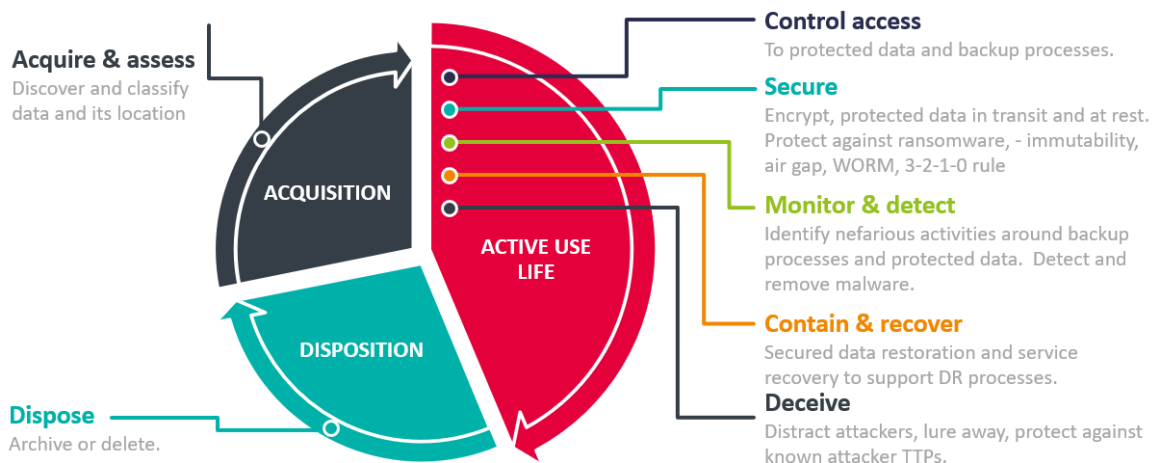 Acquire & assess
Discover and classify
data and its location
ACQUISITION
ACTIVE USE
LIFE
DISPOSITION
Dispose
Archive or delete.
Control access
To protected data and backup processes.
Secure
Encrypt, protected data in transit and at rest.
Protect against ransomware, - immutability,
air gap, WORM, 3-2-1-0 rule
Monitor & detect
Identify nefarious activities around backup
processes and protected data.  Detect and
remove malware.
Contain & recover
Secured data restoration and service
recovery to support DR processes.
Deceive
Distract attackers, lure away, protect against
known attacker TTPs.